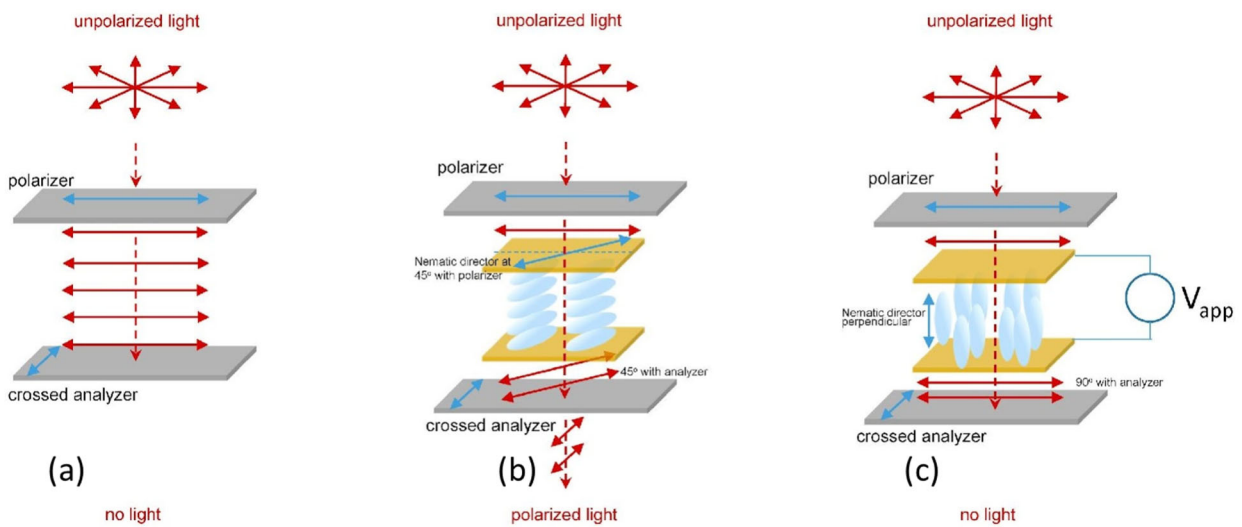 unpolarized light
polarizer
crossed analyzer
(a)
no light
unpolarized light
polarizer
Nematic director at
45° with polarizer
45° with analyzer
crossed analyzer
(b)
polarized light
unpolarized light
polarizer
Nematic director
perpendicular
Vapp
90° with analyzer
crossed analyzer
(c)
no light